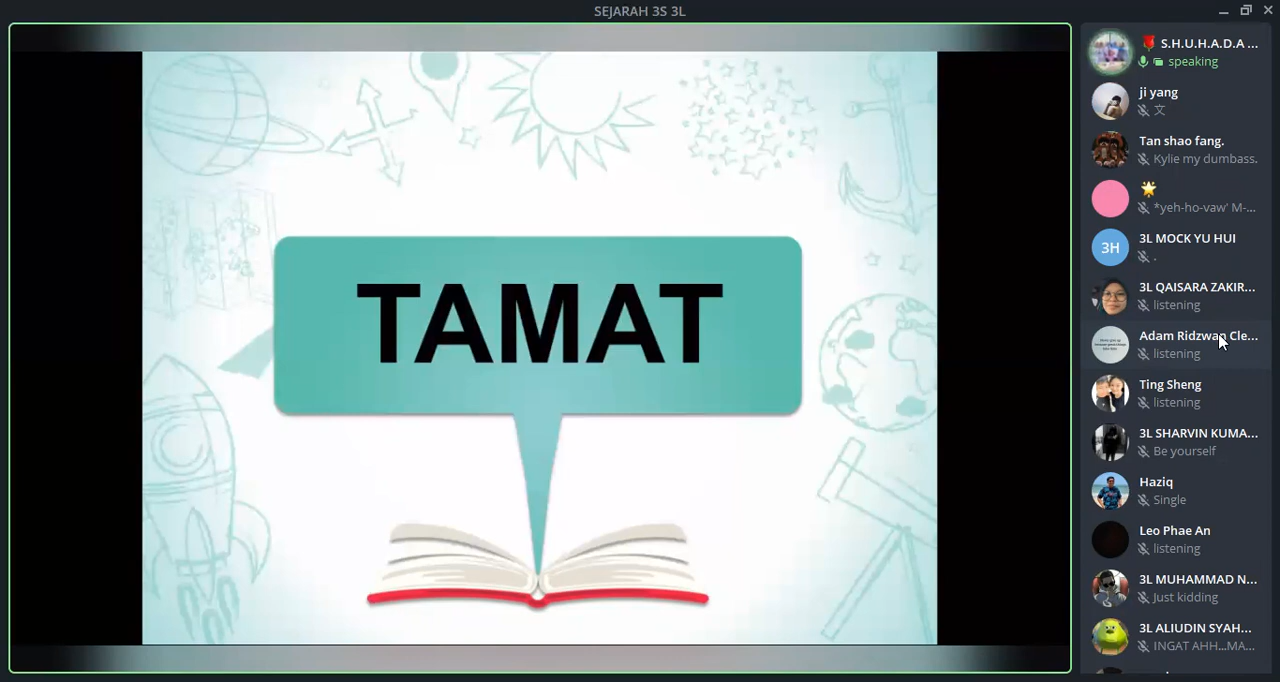 SEJARAH 3S 3L
TAMAT
S.H.U.H.A.D.A ...
speaking
ji yang
文
Tan shao fang.
Kylie my dumbass.
🌟
*yeh-ho-vaw' M-...
3H
3L MOCK YU HUI
.
3L QAISARA ZAKIR...
listening
Adam Ridzwan Cle...
listening
Ting Sheng
listening
3L SHARVIN KUMA...
Be yourself
Haziq
Single
Leo Phae An
listening
3L MUHAMMAD N...
Just kidding
3L ALIUDIN SYAH...
INGAT AHH...MA...